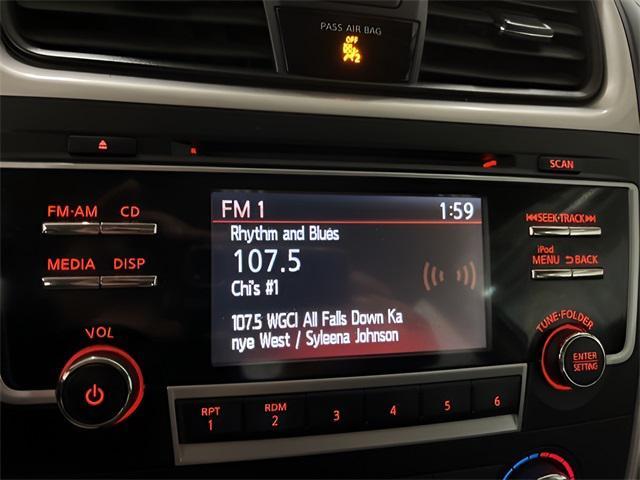 PASS AIR BAG
OFF
2
SCAN
FM·AM CD
MEDIA DISP
VOL
FM 1 1:59
Rhythm and Blues
107.5
Chi's #1
107.5 WGCI All Falls Down Ka
nye West / Syleena Johnson
SEEK·TRACK
iPod
MENU BACK
TUNE·FOLDER
ENTER
SETTING
RPT
1
RDM
2
3
4
5
6